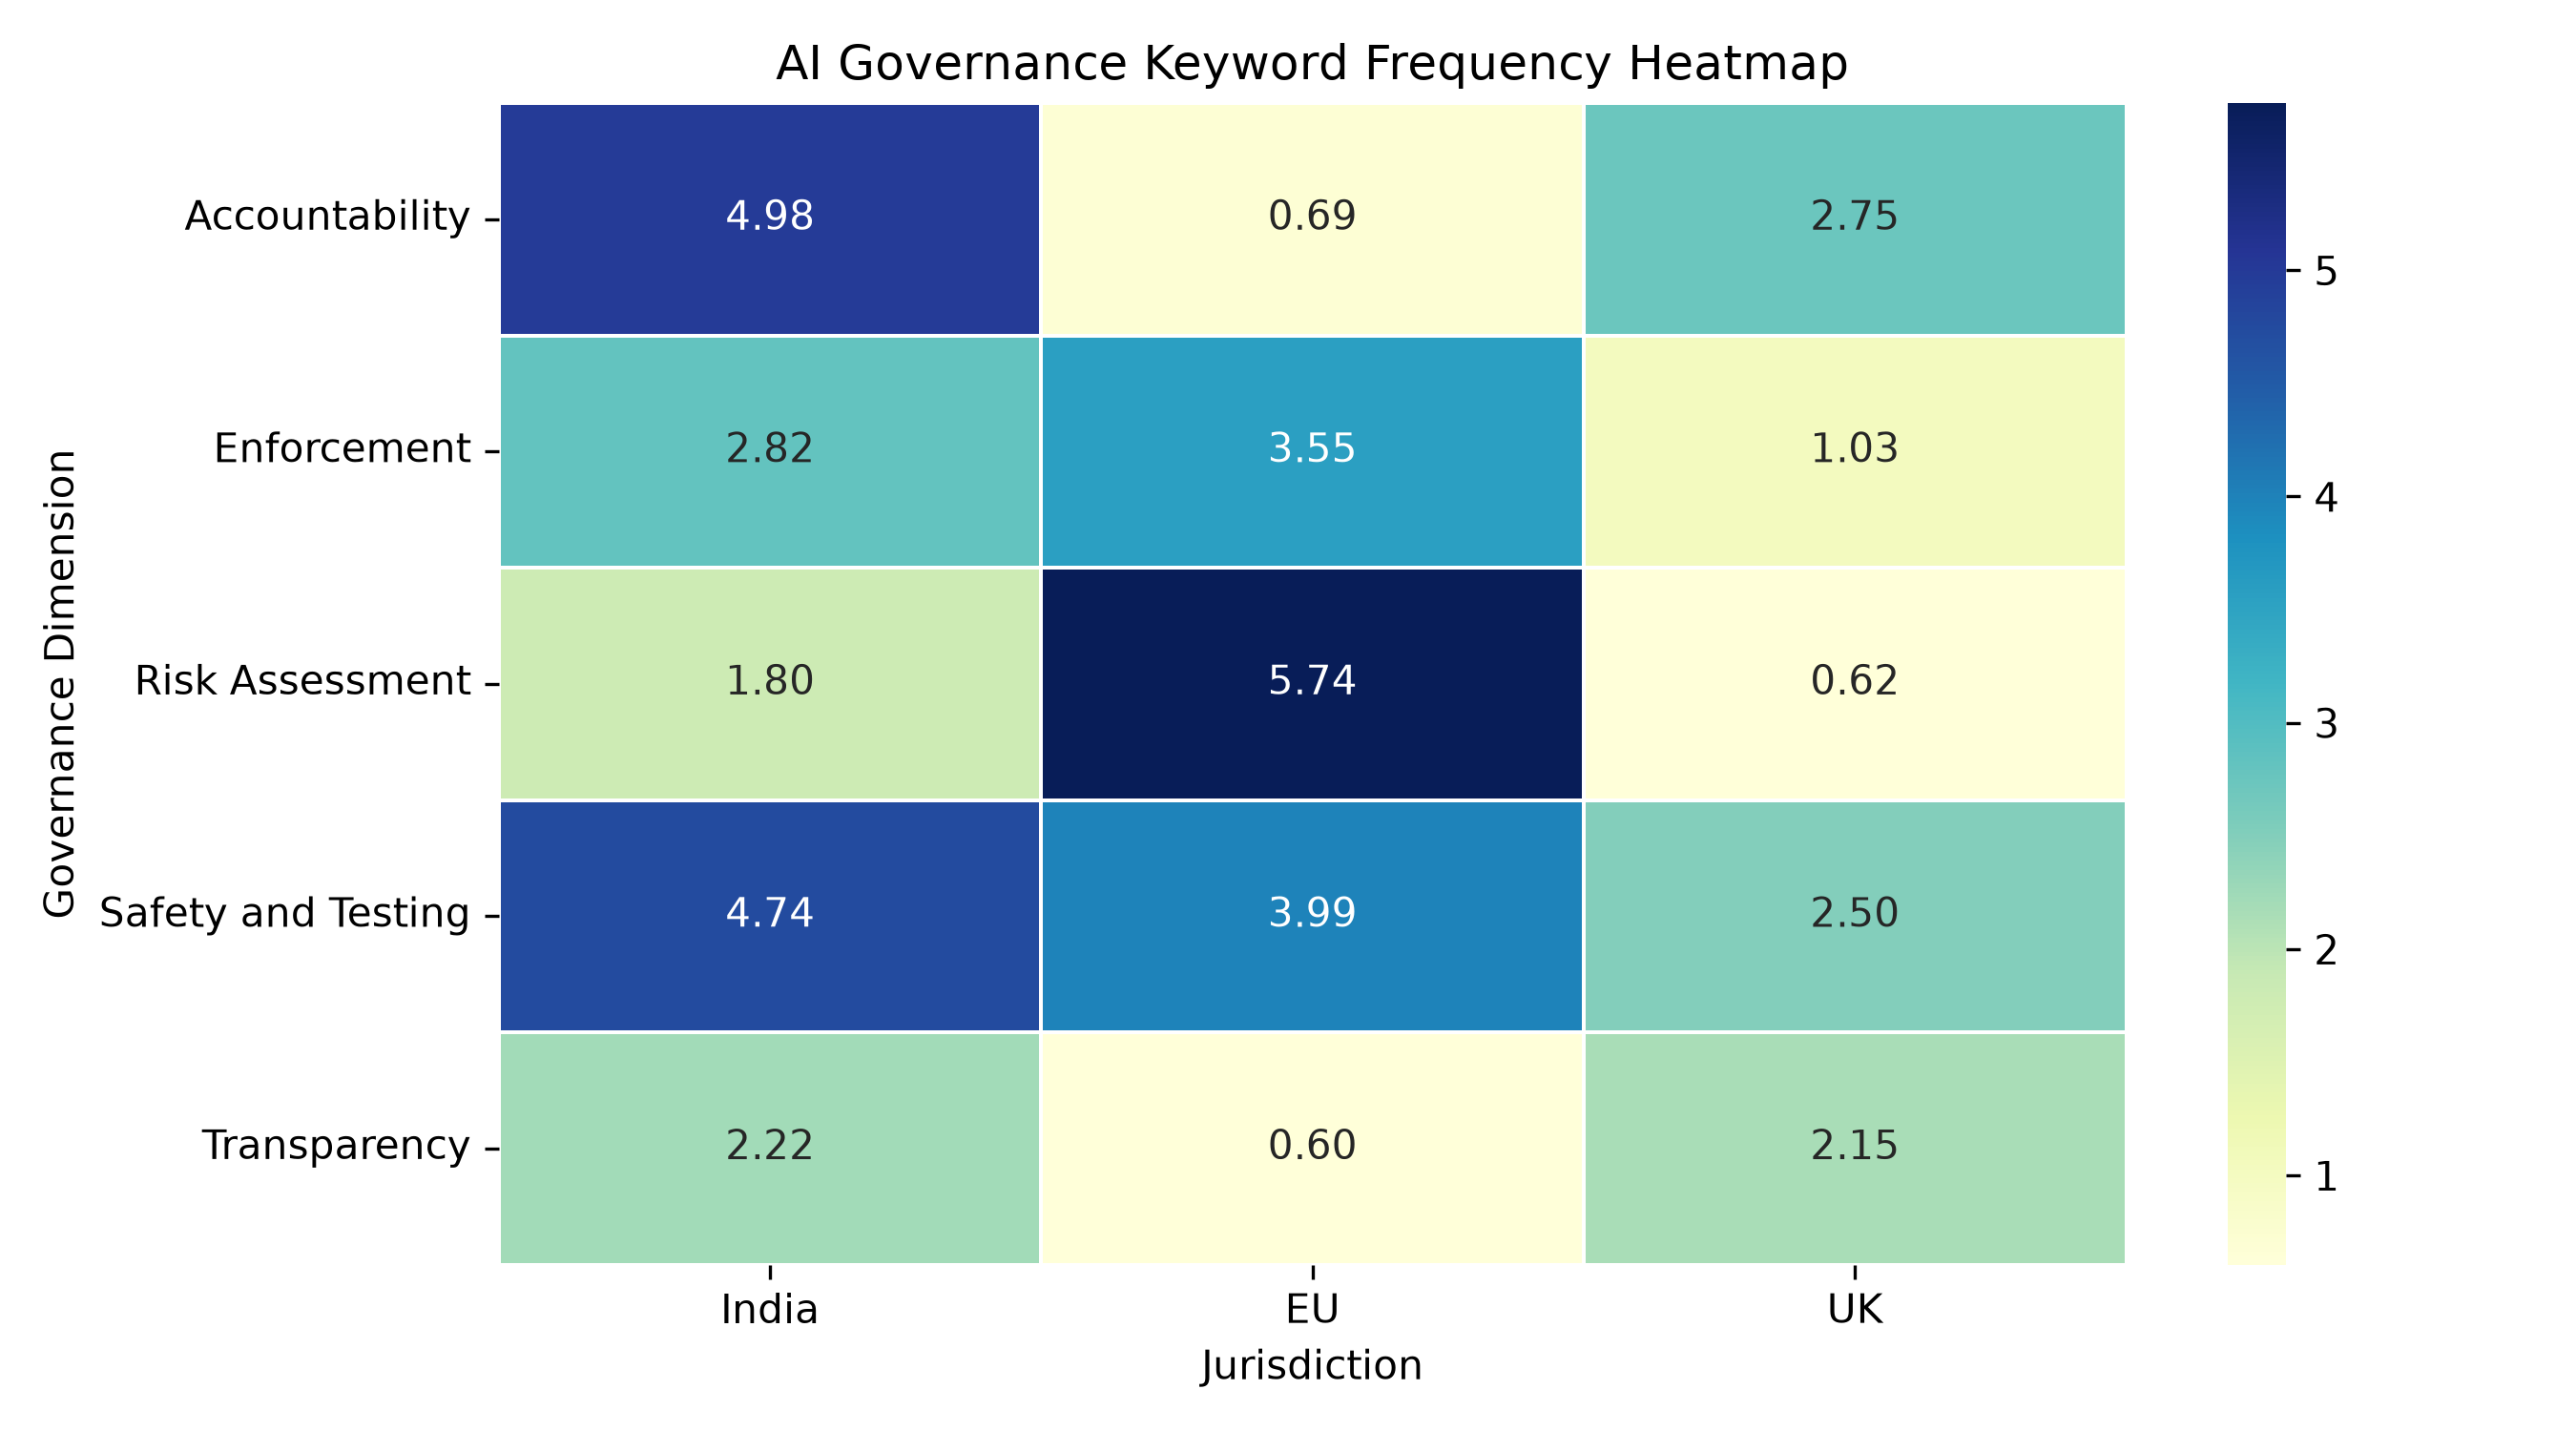 AI Governance Keyword Frequency Heatmap
Governance Dimension
Accountability 4.98 0.69 2.75
Enforcement 2.82 3.55 1.03
Risk Assessment 1.80 5.74 0.62
Safety and Testing 4.74 3.99 2.50
Transparency 2.22 0.60 2.15
India EU UK
Jurisdiction
5
4
3
2
1